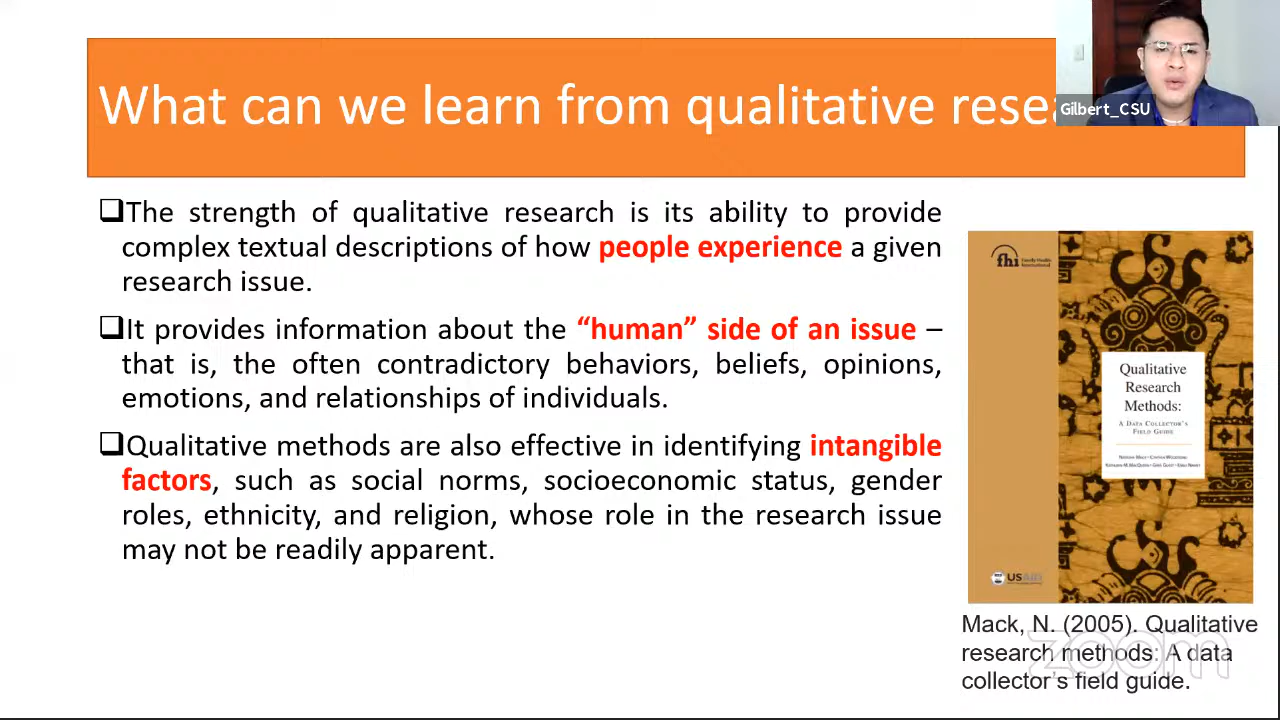 What can we learn from qualitative resea
Gilbert_CSU
❑The strength of qualitative research is its ability to provide
complex textual descriptions of how people experience a given
research issue.
❑It provides information about the “human” side of an issue –
that is, the often contradictory behaviors, beliefs, opinions,
emotions, and relationships of individuals.
❑Qualitative methods are also effective in identifying intangible
factors, such as social norms, socioeconomic status, gender
roles, ethnicity, and religion, whose role in the research issue
may not be readily apparent.
fhi
Family Health
International
Qualitative
Research
Methods:
A DATA COLLECTOR'S
FIELD GUIDE
USAID
Mack, N. (2005). Qualitative
research methods: A data
collector’s field guide.
zoom